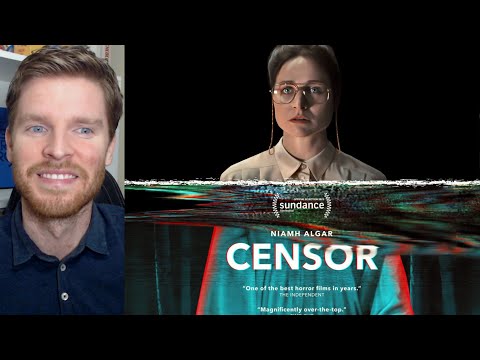 sundance
NIAMH ALGAR
CENSOR
"One of the best horror films in years."
THE INDEPENDENT
"Magnificently over-the-top."